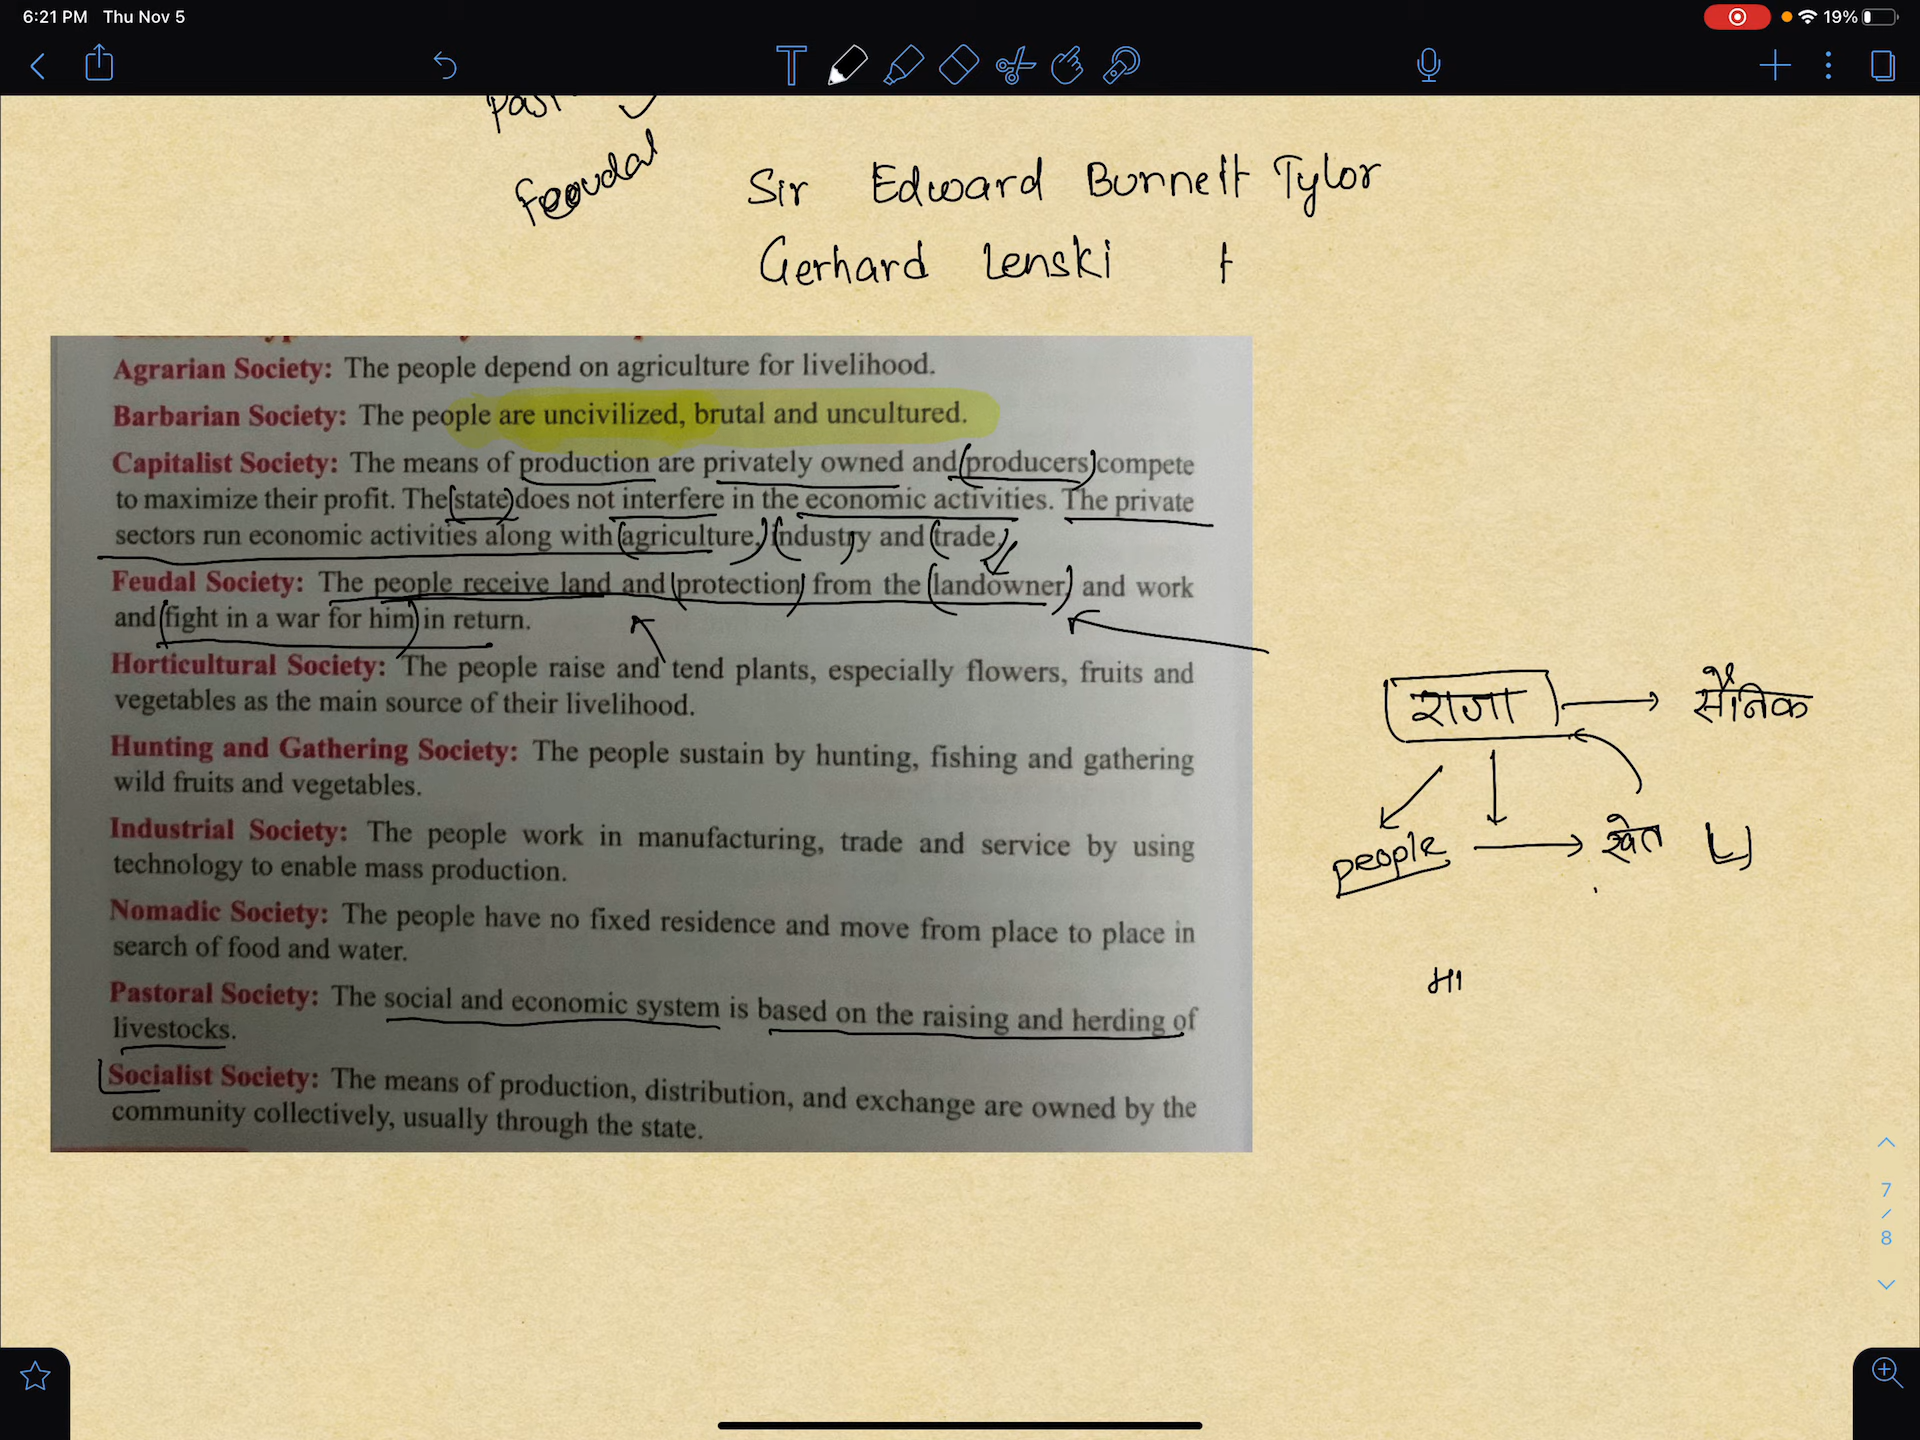 6:21 PM Thu Nov 5
19%
Feoudal
Sir Edward Burnett Tylor
Gerhard Lenski
Agrarian Society: The people depend on agriculture for livelihood.
Barbarian Society: The people are uncivilized, brutal and uncultured.
Capitalist Society: The means of production are privately owned and producers compete
to maximize their profit. The state does not interfere in the economic activities. The private
sectors run economic activities along with agriculture, industry and trade.
Feudal Society: The people receive land and protection from the landowner, and work
and fight in a war for him in return.
Horticultural Society: The people raise and tend plants, especially flowers, fruits and
vegetables as the main source of their livelihood.
Hunting and Gathering Society: The people sustain by hunting, fishing and gathering
wild fruits and vegetables.
Industrial Society: The people work in manufacturing, trade and service by using
technology to enable mass production.
Nomadic Society: The people have no fixed residence and move from place to place in
search of food and water.
Pastoral Society: The social and economic system is based on the raising and herding of
livestocks.
Socialist Society: The means of production, distribution, and exchange are owned by the
community collectively, usually through the state.
राजा सैनिक
people खेत
7
/
8